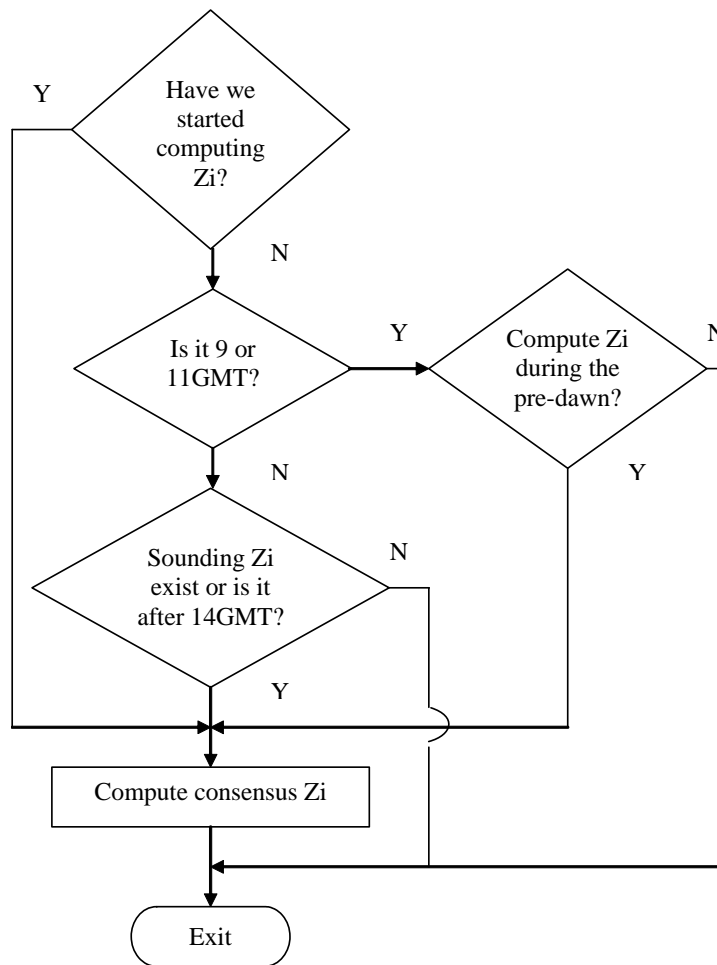 Y
Have we
started
computing
Zi?
N
Is it 9 or
11GMT?
Y
Compute Zi
during the
pre-dawn?
N
N
Y
Sounding Zi
exist or is it
after 14GMT?
N
Y
Compute consensus Zi
Exit